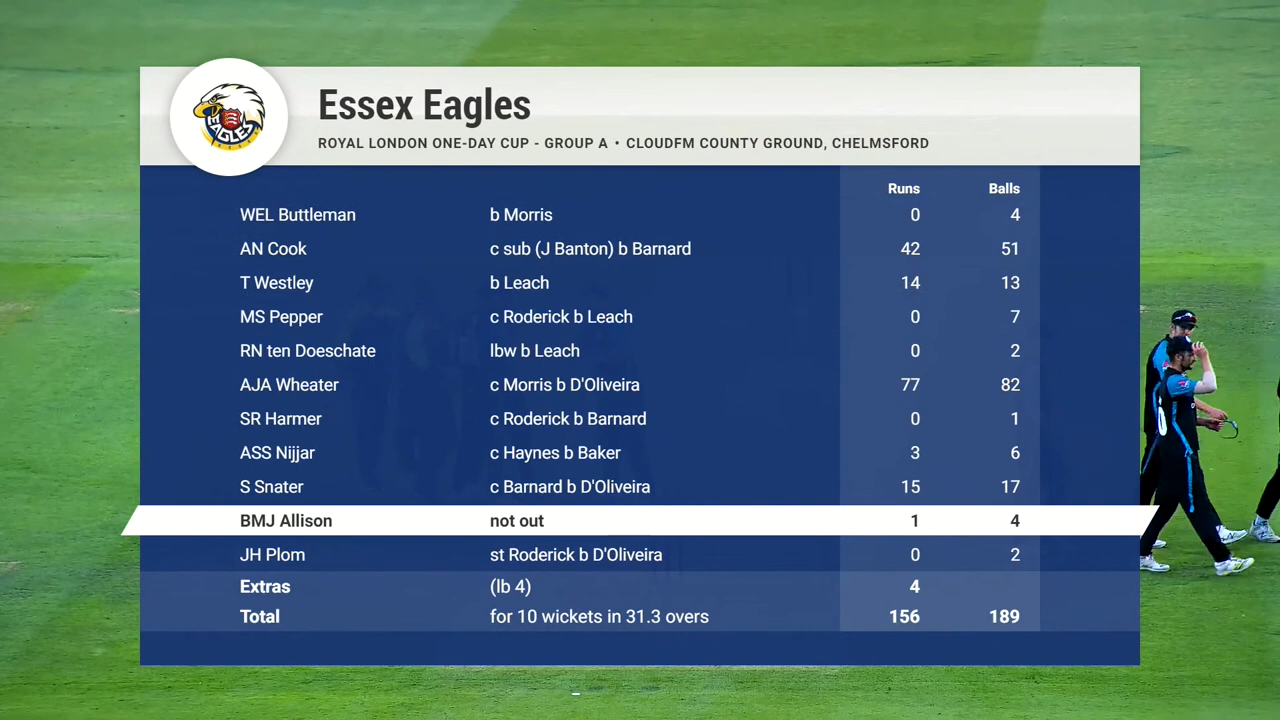 Essex Eagles
ROYAL LONDON ONE-DAY CUP - GROUP A • CLOUDFM COUNTY GROUND, CHELMSFORD
Runs Balls
WEL Buttleman b Morris 0 4
AN Cook c sub (J Banton) b Barnard 42 51
T Westley b Leach 14 13
MS Pepper c Roderick b Leach 0 7
RN ten Doeschate lbw b Leach 0 2
AJA Wheater c Morris b D'Oliveira 77 82
SR Harmer c Roderick b Barnard 0 1
ASS Nijjar c Haynes b Baker 3 6
S Snater c Barnard b D'Oliveira 15 17
BMJ Allison not out 1 4
JH Plom st Roderick b D'Oliveira 0 2
Extras (lb 4) 4
Total for 10 wickets in 31.3 overs 156 189
EAGLES